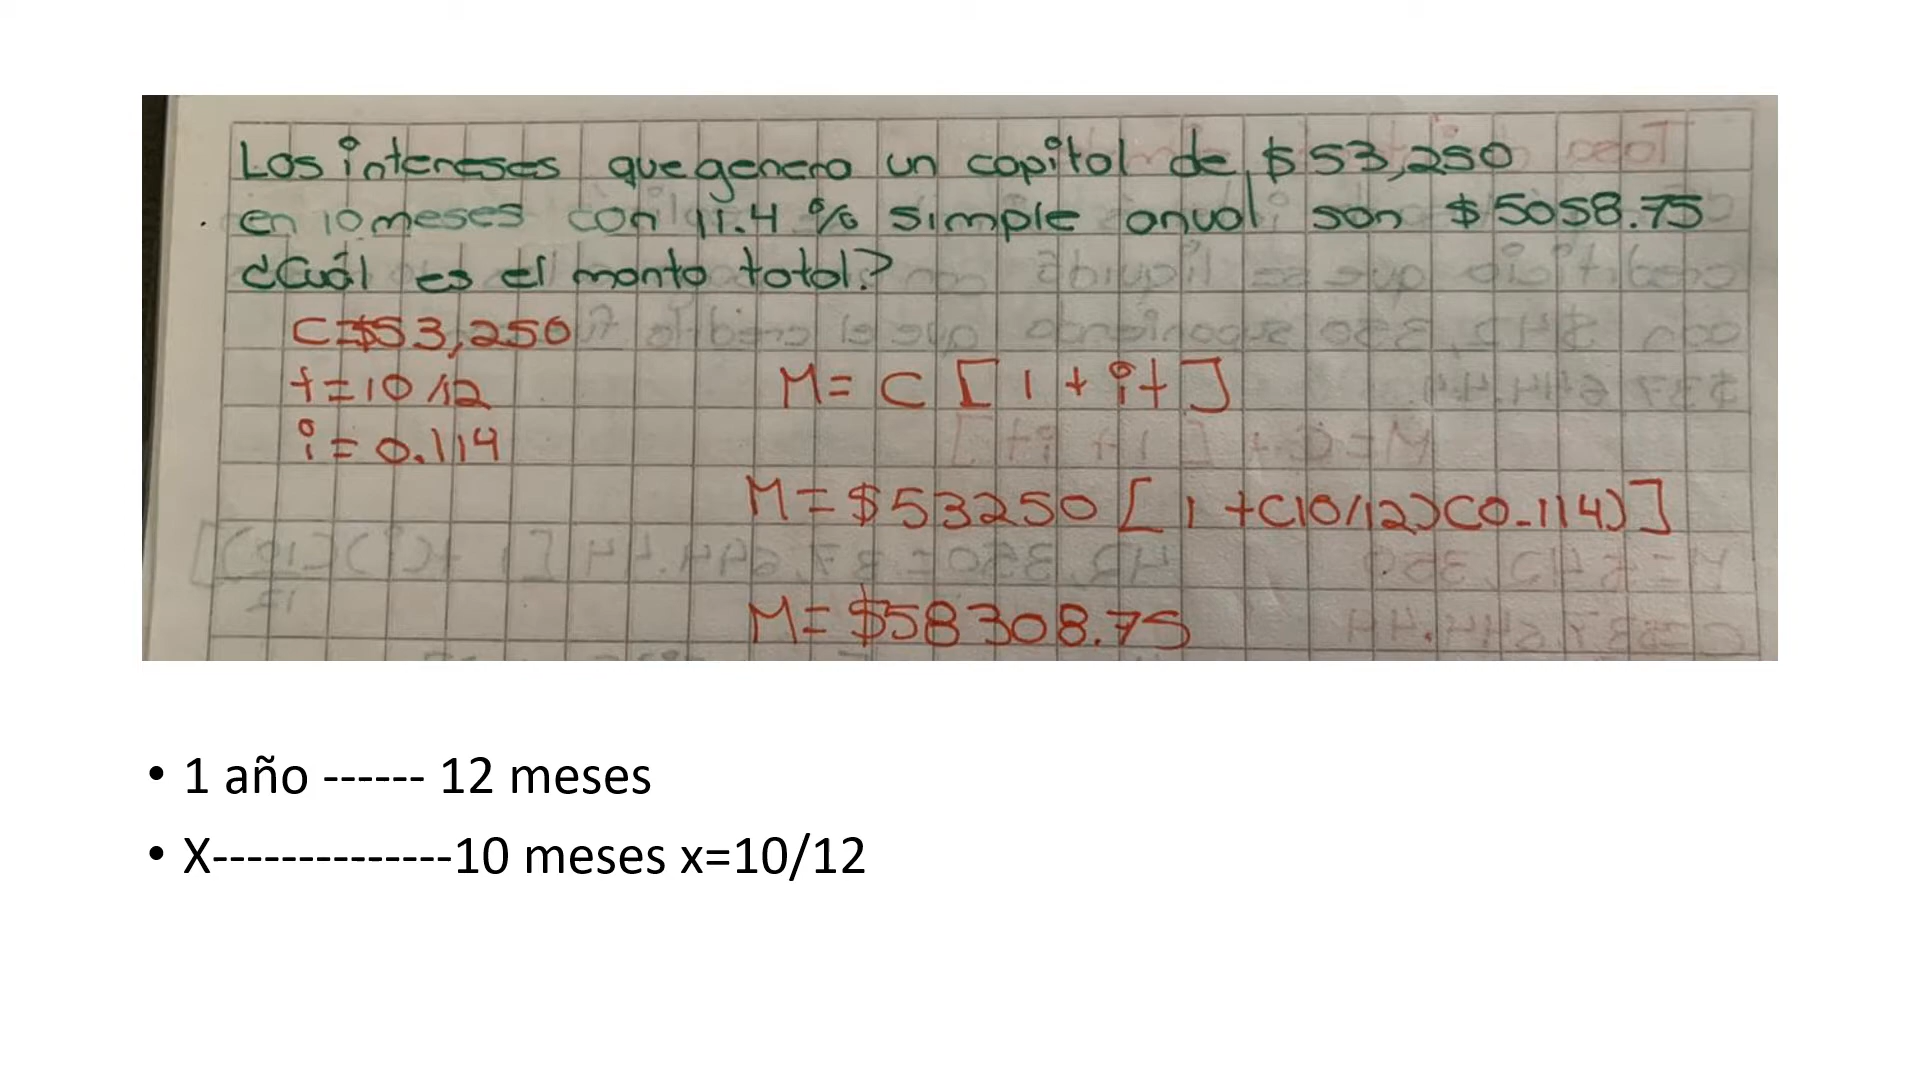 Los intereses que genera un capital de $53,250
en 10 meses con 11.4 % simple anual son $5058.75
¿Cuál es el monto total?
C=$53,250
t=10/12
i=0.114
M= C [1 + it]
M=$53250 [1+(10/12)(0.114)]
M=$58308.75
• 1 año ------ 12 meses
• X--------------10 meses x=10/12